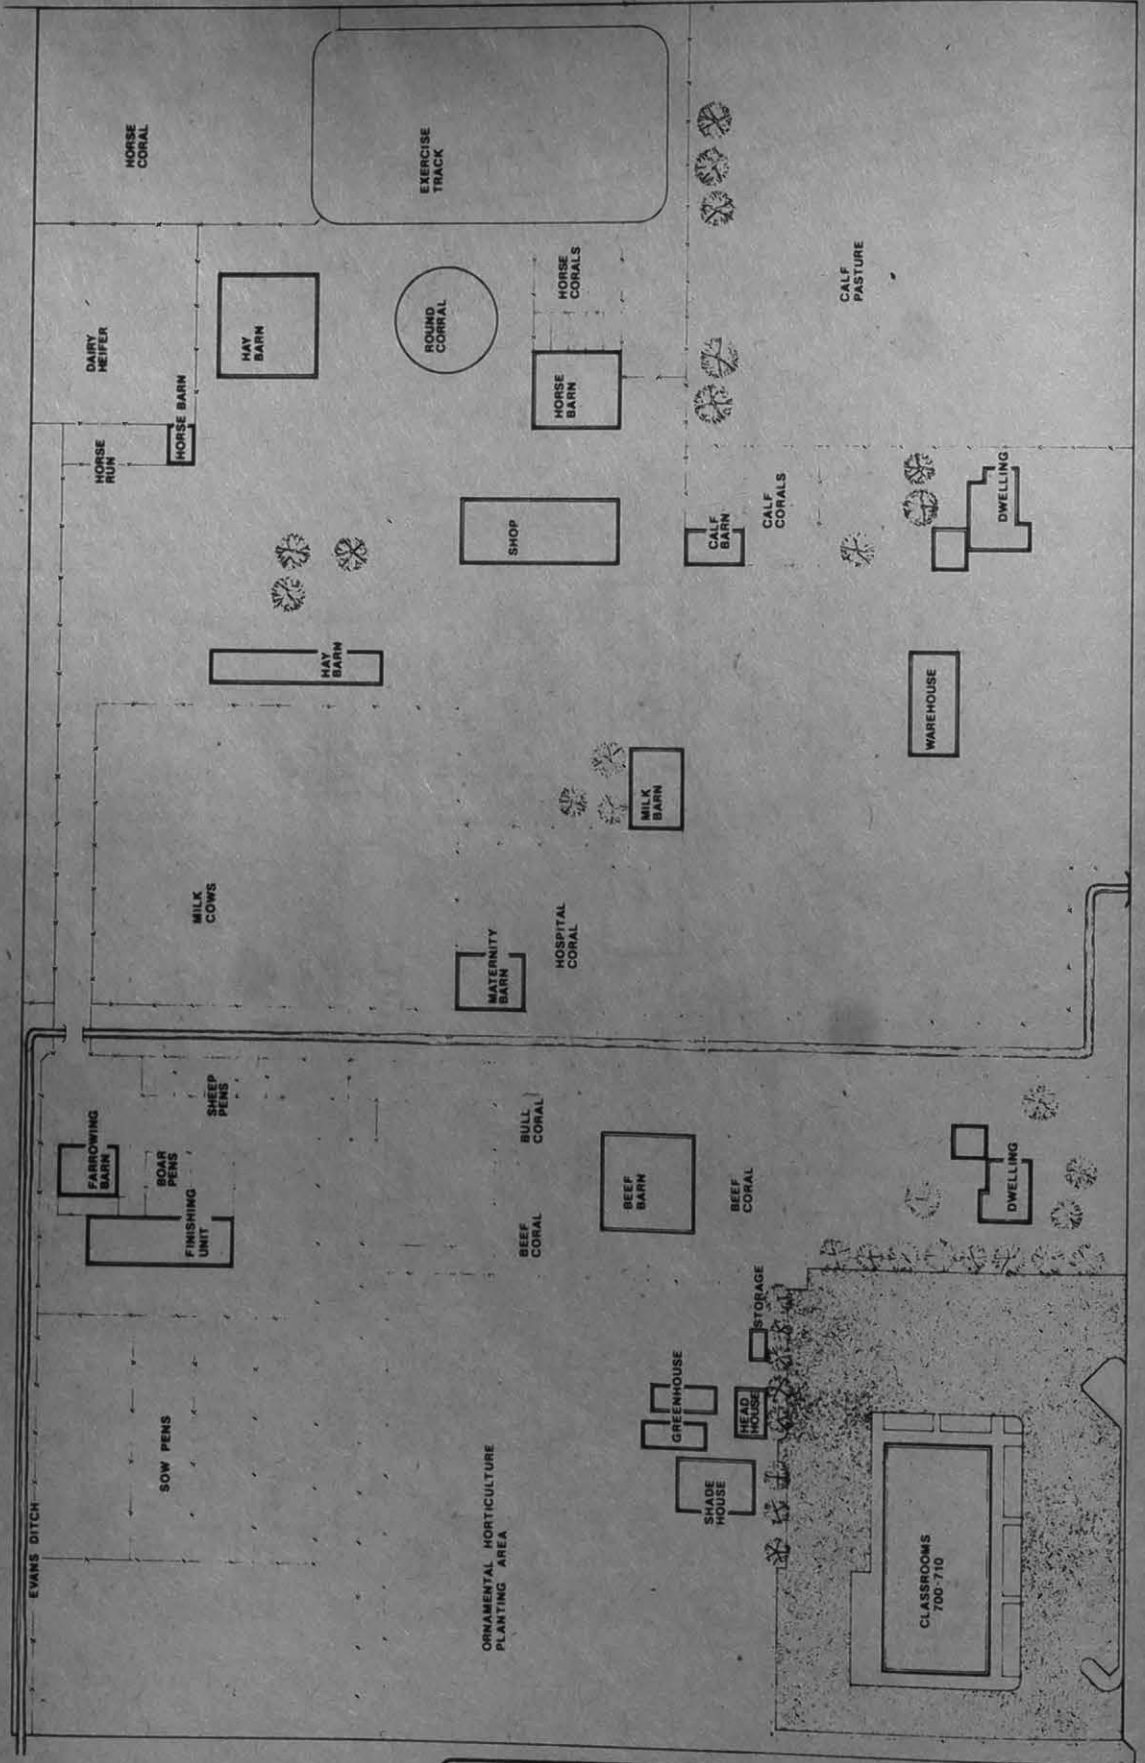 EVANS DITCH
SOW PENS
FARROWING
BARN
BOAR
PENS
FINISHING
UNIT
SHEEP
PENS
MILK
COWS
HORSE
RUN
HORSE BARN
DAIRY
HEIFER
HORSE
CORAL
HAY
BARN
HAY
BARN
EXERCISE
TRACK
ROUND
CORRAL
HORSE
CORALS
HORSE
BARN
SHOP
MATERNITY
BARN
HOSPITAL
CORAL
MILK
BARN
CALF
BARN
CALF
CORALS
CALF
PASTURE
DWELLING
WAREHOUSE
BULL
CORAL
BEEF
CORAL
BEEF
BARN
BEEF
CORAL
DWELLING
STORAGE
GREENHOUSE
HEAD
HOUSE
SHADE
HOUSE
ORNAMENTAL HORTICULTURE
PLANTING AREA
CLASSROOMS
700-710